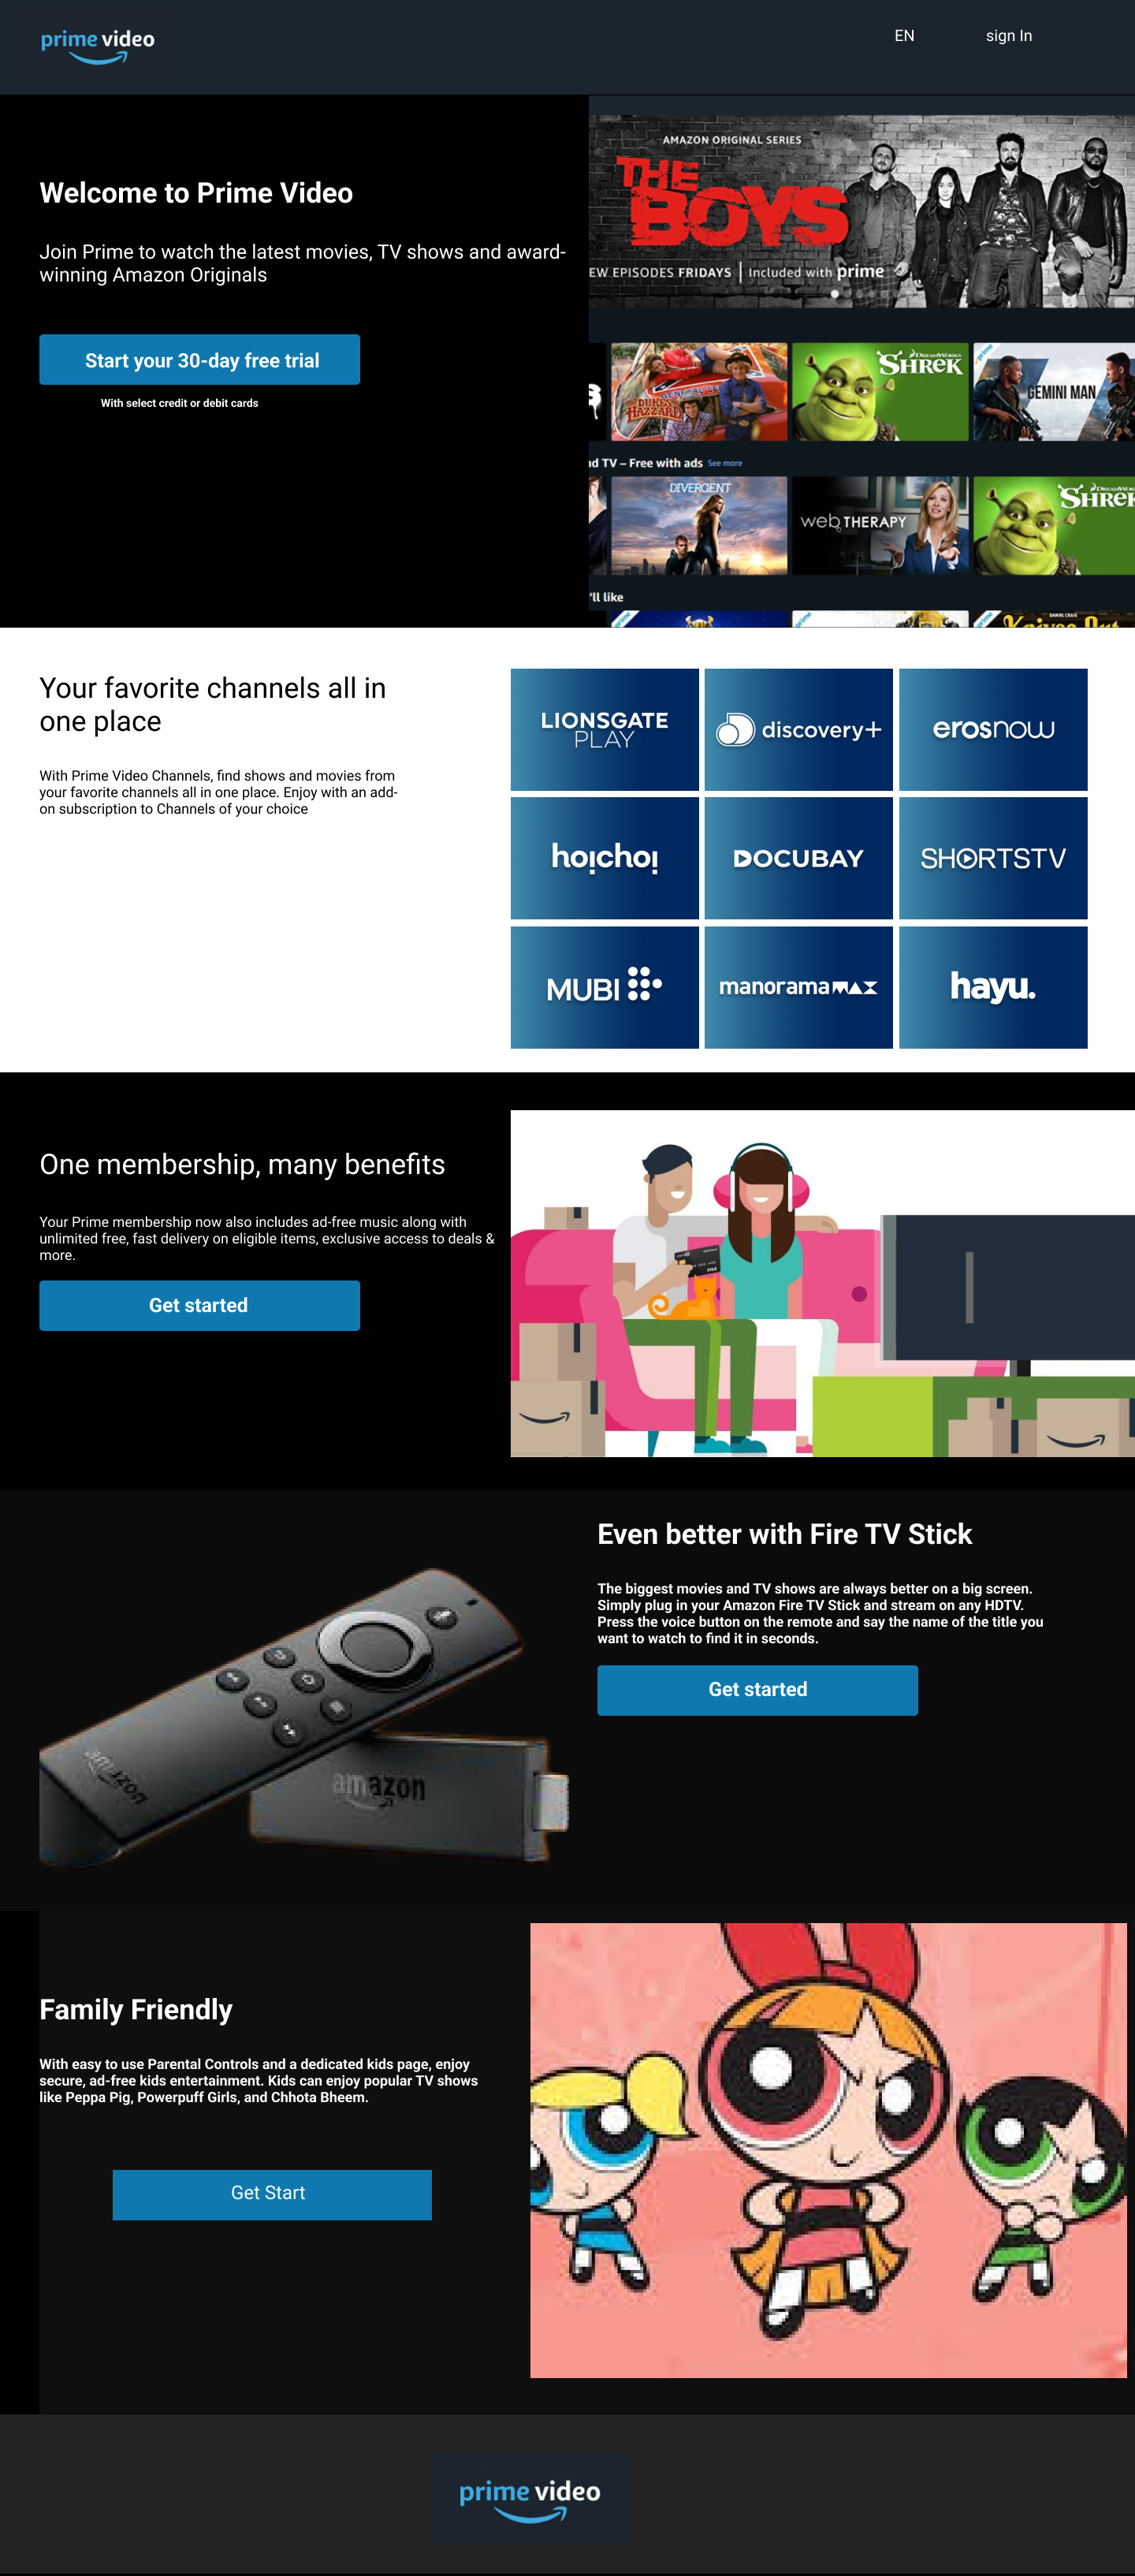 prime video
EN
sign In
Welcome to Prime Video
Join Prime to watch the latest movies, TV shows and award-
winning Amazon Originals
Start your 30-day free trial
With select credit or debit cards
AMAZON ORIGINAL SERIES
THE
BOYS
EW EPISODES FRIDAYS | Included with prime
DUKES
HAZZARD
DREAMWORKS
SHREK
prime
GEMINI MAN
nd TV – Free with ads See more
DIVERGENT
web THERAPY
DREAMWOR
SHREK
'll like
prime
prime
prime
DANIEL CRAIG
Knives Out
Your favorite channels all in
one place
With Prime Video Channels, find shows and movies from
your favorite channels all in one place. Enjoy with an add-
on subscription to Channels of your choice
LIONSGATE
PLAY
discovery+
erosnow
hoichoi
DOCUBAY
SHORTSTV
MUBI
manoramaMAX
hayu.
One membership, many benefits
Your Prime membership now also includes ad-free music along with
unlimited free, fast delivery on eligible items, exclusive access to deals &
more.
Get started
VISA
Even better with Fire TV Stick
The biggest movies and TV shows are always better on a big screen.
Simply plug in your Amazon Fire TV Stick and stream on any HDTV.
Press the voice button on the remote and say the name of the title you
want to watch to find it in seconds.
Get started
amazon
amazon
Family Friendly
With easy to use Parental Controls and a dedicated kids page, enjoy
secure, ad-free kids entertainment. Kids can enjoy popular TV shows
like Peppa Pig, Powerpuff Girls, and Chhota Bheem.
Get Start
prime video